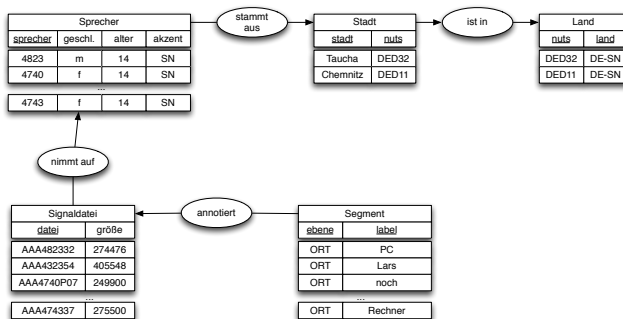 Sprecher
sprecher geschl. alter akzent
4823 m 14 SN
4740 f 14 SN
...
4743 f 14 SN
stammt
aus
Stadt
stadt nuts
Taucha DED32
Chemnitz DED11
ist in
Land
nuts land
DED32 DE-SN
DED11 DE-SN
nimmt auf
Signaldatei
datei größe
AAA482332 274476
AAA432354 405548
AAA4740P07 249900
...
AAA474337 275500
annotiert
Segment
ebene label
ORT PC
ORT Lars
ORT noch
...
ORT Rechner